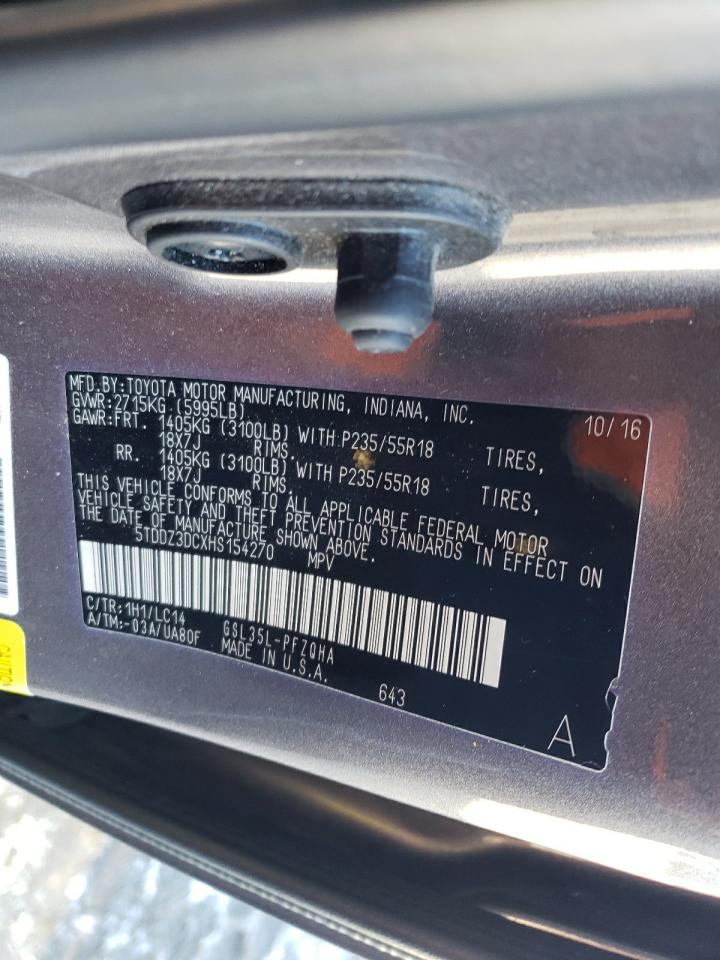 MFD.BY:TOYOTA MOTOR MANUFACTURING, INDIANA, INC. 10/16
GVWR:2715KG (5995LB)
GAWR:FRT. 1405KG (3100LB) WITH P235/55R18 TIRES,
18X7J RIMS.
RR. 1405KG (3100LB) WITH P235/55R18 TIRES,
18X7J RIMS.
THIS VEHICLE CONFORMS TO ALL APPLICABLE FEDERAL MOTOR
VEHICLE SAFETY AND THEFT PREVENTION STANDARDS IN EFFECT ON
THE DATE OF MANUFACTURE SHOWN ABOVE.
5TDDZ3DCXHS154270 MPV
C/TR:1H1/LC14 GSL35L-PFZQHA
A/TM:-03A/UA80F MADE IN U.S.A.
643
A
CAUTION